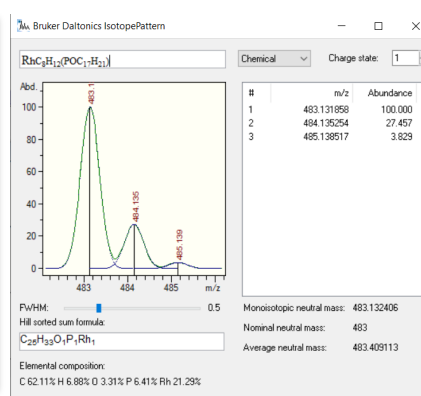 Bruker Daltonics IsotopePattern
RhC₈H₁₂(POC₁₇H₂₁)
Chemical
Charge state: 1
Abd.
100
80
60
40
20
0
483.1
484.135
485.139
483 484 485 m/z
# m/z Abundance
1 483.131858 100.000
2 484.135254 27.457
3 485.138517 3.829
FWHM: 0.5
Hill sorted sum formula:
C₂₅H₃₃O₁P₁Rh₁
Elemental composition:
C 62.11% H 6.88% O 3.31% P 6.41% Rh 21.29%
Monoisotopic neutral mass: 483.132406
Nominal neutral mass: 483
Average neutral mass: 483.409113